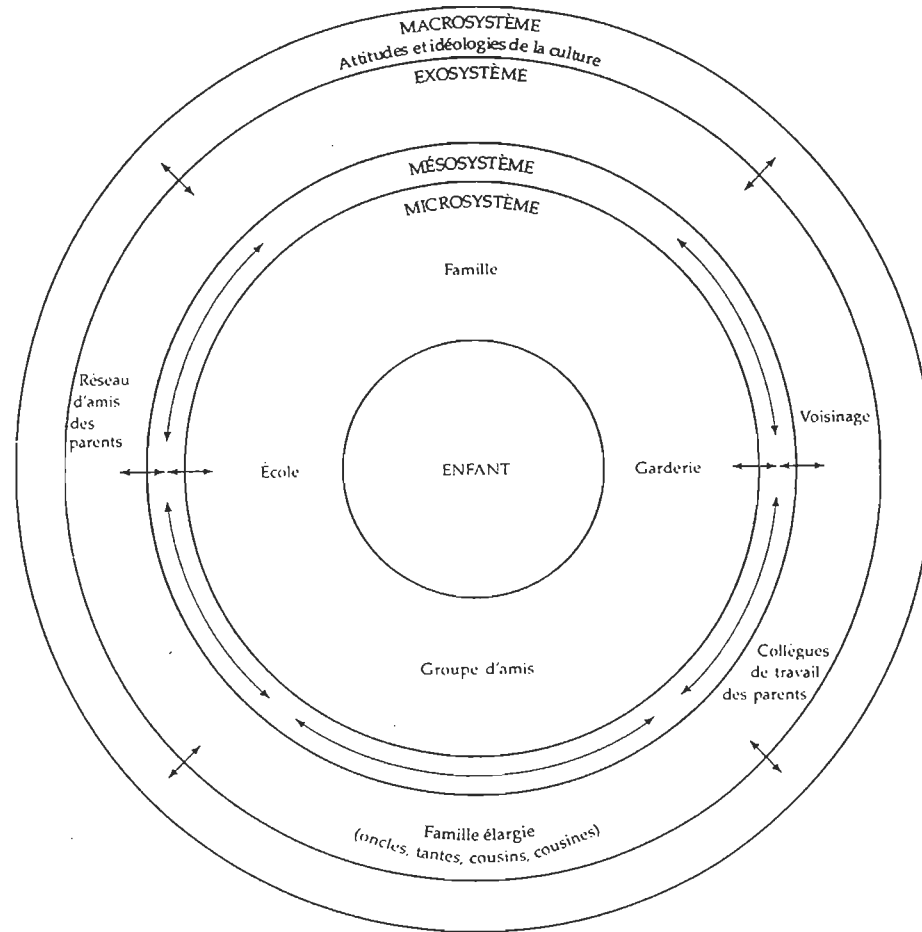 MACROSYSTÈME
Attitudes et idéologies de la culture
EXOSYSTÈME
MÉSOSYSTÈME
MICROSYSTÈME
Famille
Réseau
d'amis
des
parents
École
ENFANT
Garderie
Voisinage
Groupe d'amis
Collègues
de travail
des parents
Famille élargie
(oncles, tantes, cousins, cousines)